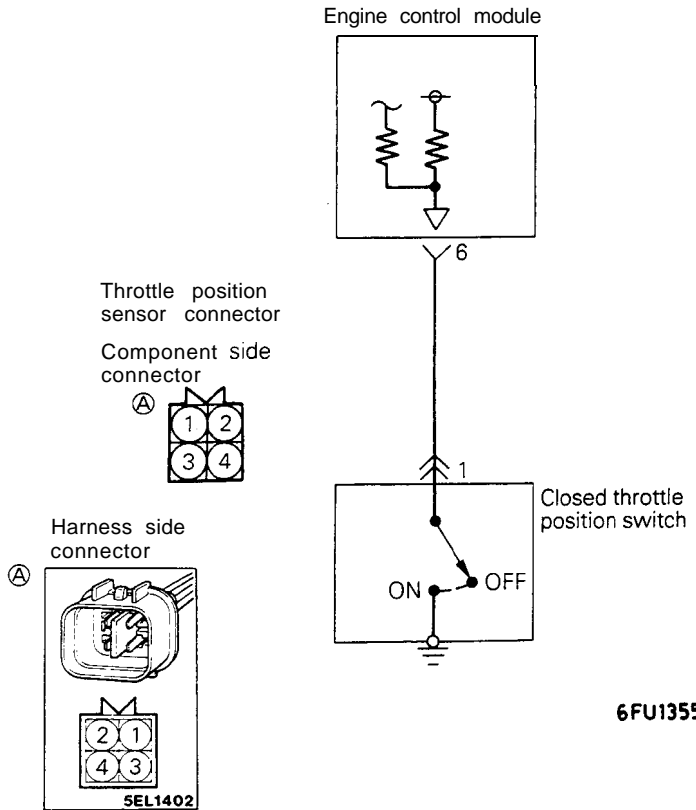 Engine control module
6
Throttle position
sensor connector
Component side
connector
Ⓐ
1 2
3 4
1
Closed throttle
position switch
ON OFF
Harness side
connector
Ⓐ
2 1
4 3
5EL1402
6FU1355